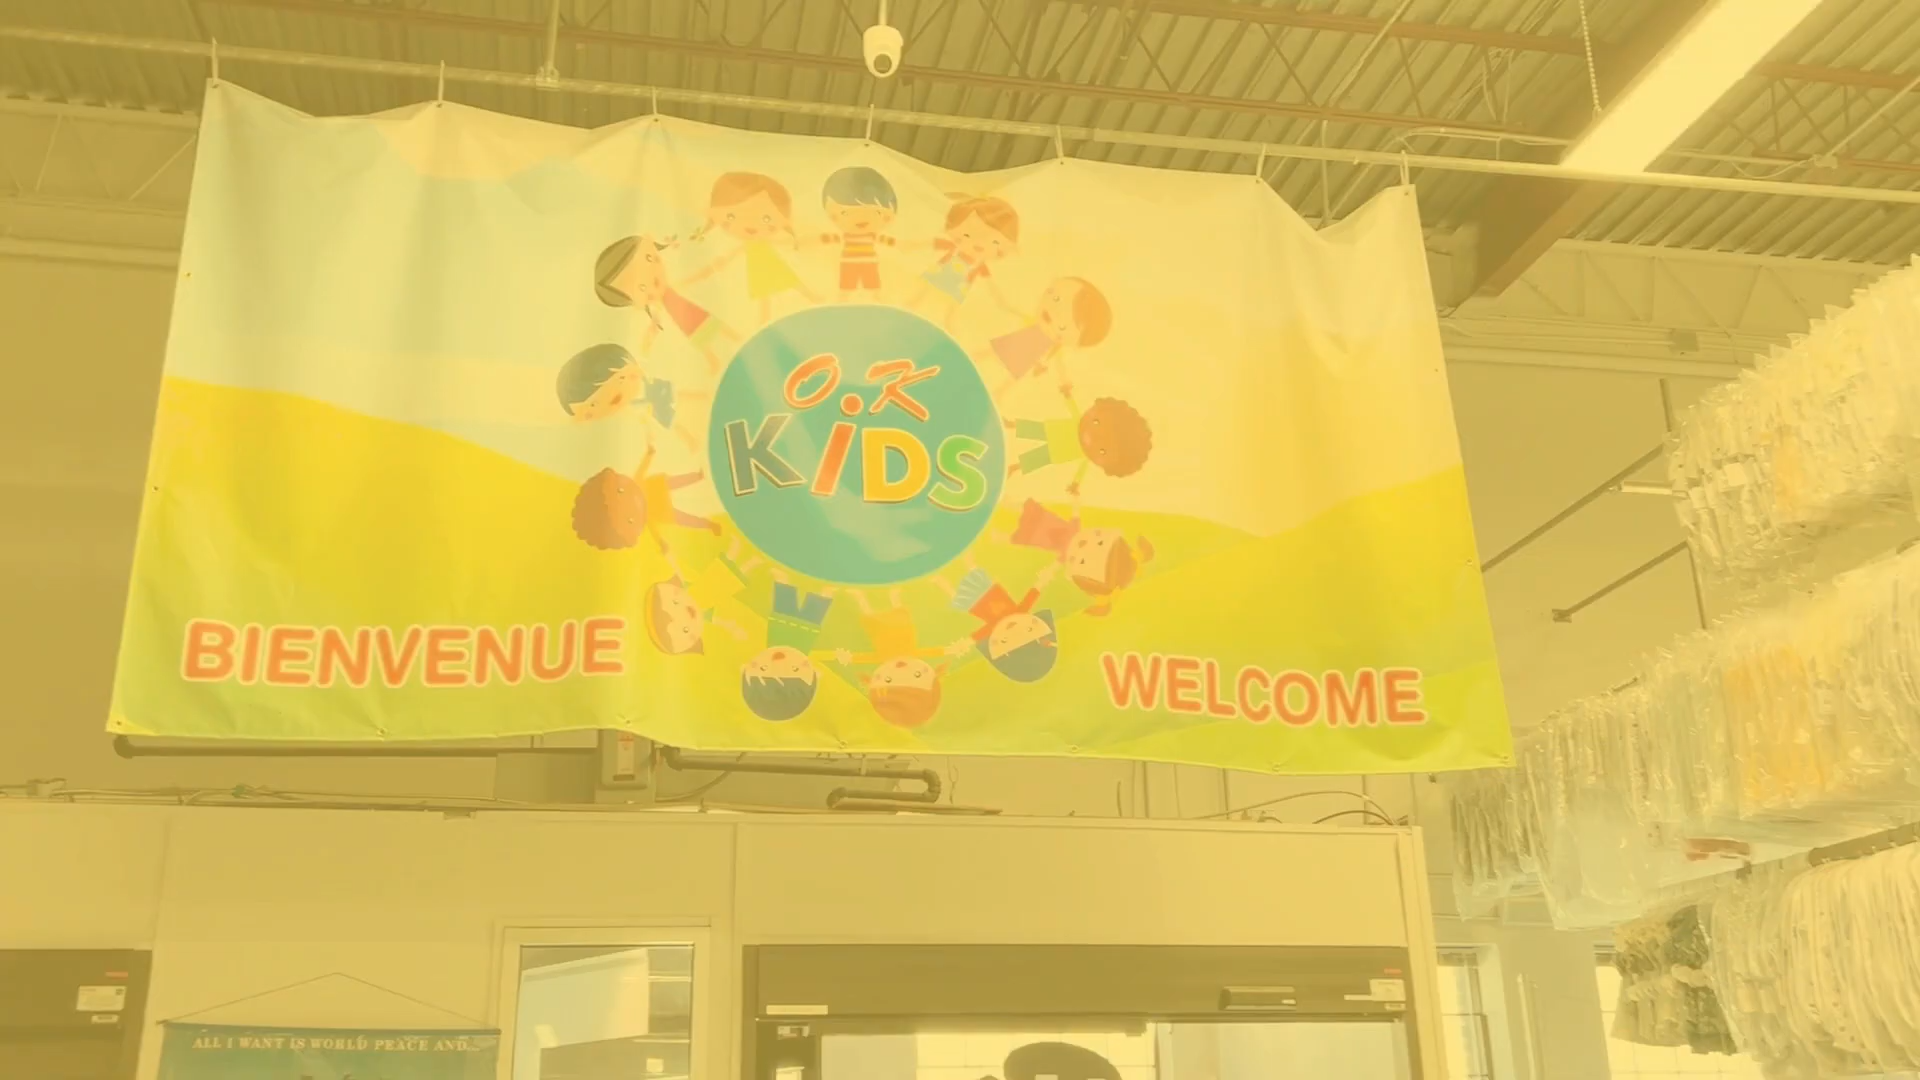 O.K
KiDS
BIENVENUE
WELCOME
ALL I WANT IS WORLD PEACE AND...